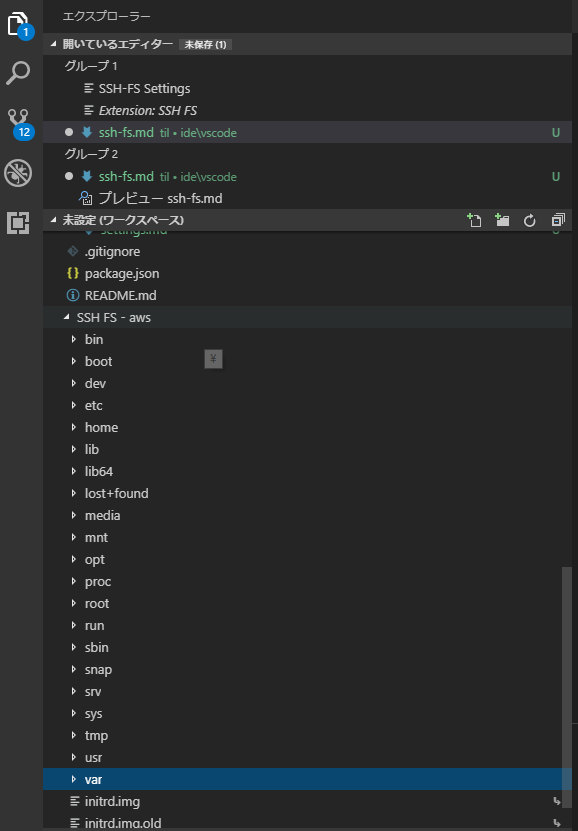 エクスプローラー
1
開いているエディター 未保存 (1)
グループ 1
SSH-FS Settings
Extension: SSH FS
ssh-fs.md til • ide\vscode U
12
グループ 2
ssh-fs.md til • ide\vscode U
プレビュー ssh-fs.md
未設定 (ワークスペース)
settings.md
.gitignore
{} package.json
README.md
SSH FS - aws
bin
boot
¥
dev
etc
home
lib
lib64
lost+found
media
mnt
opt
proc
root
run
sbin
snap
srv
sys
tmp
usr
var
initrd.img
initrd.img.old